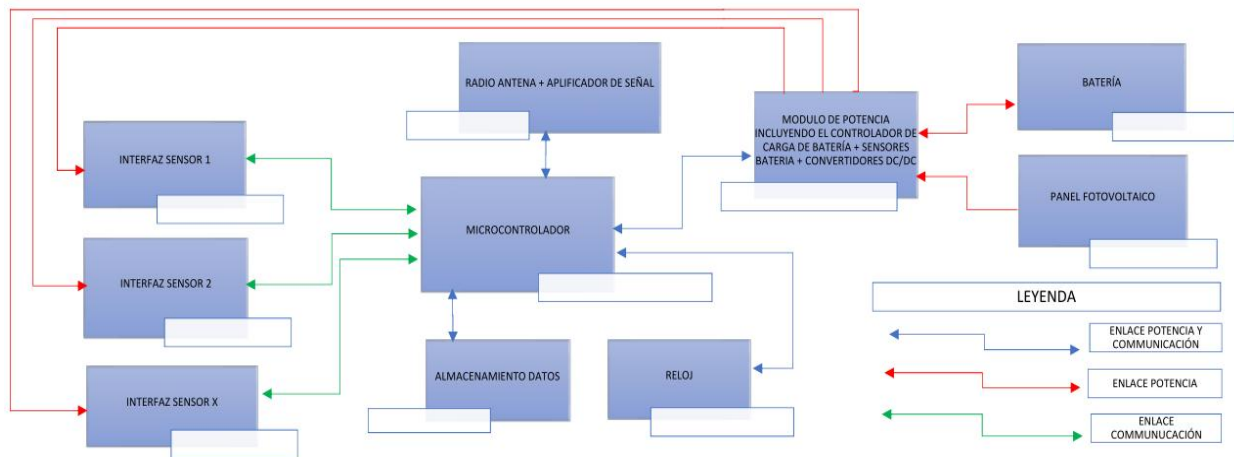 RADIO ANTENA + APLIFICADOR DE SEÑAL
BATERÍA
MODULO DE POTENCIA
INCLUYENDO EL CONTROLADOR DE
CARGA DE BATERÍA + SENSORES
BATERIA + CONVERTIDORES DC/DC
INTERFAZ SENSOR 1
PANEL FOTOVOLTAICO
MICROCONTROLADOR
INTERFAZ SENSOR 2
LEYENDA
ENLACE POTENCIA Y
COMMUNICACIÓN
ALMACENAMIENTO DATOS
RELOJ
ENLACE POTENCIA
INTERFAZ SENSOR X
ENLACE
COMMUNUCACIÓN